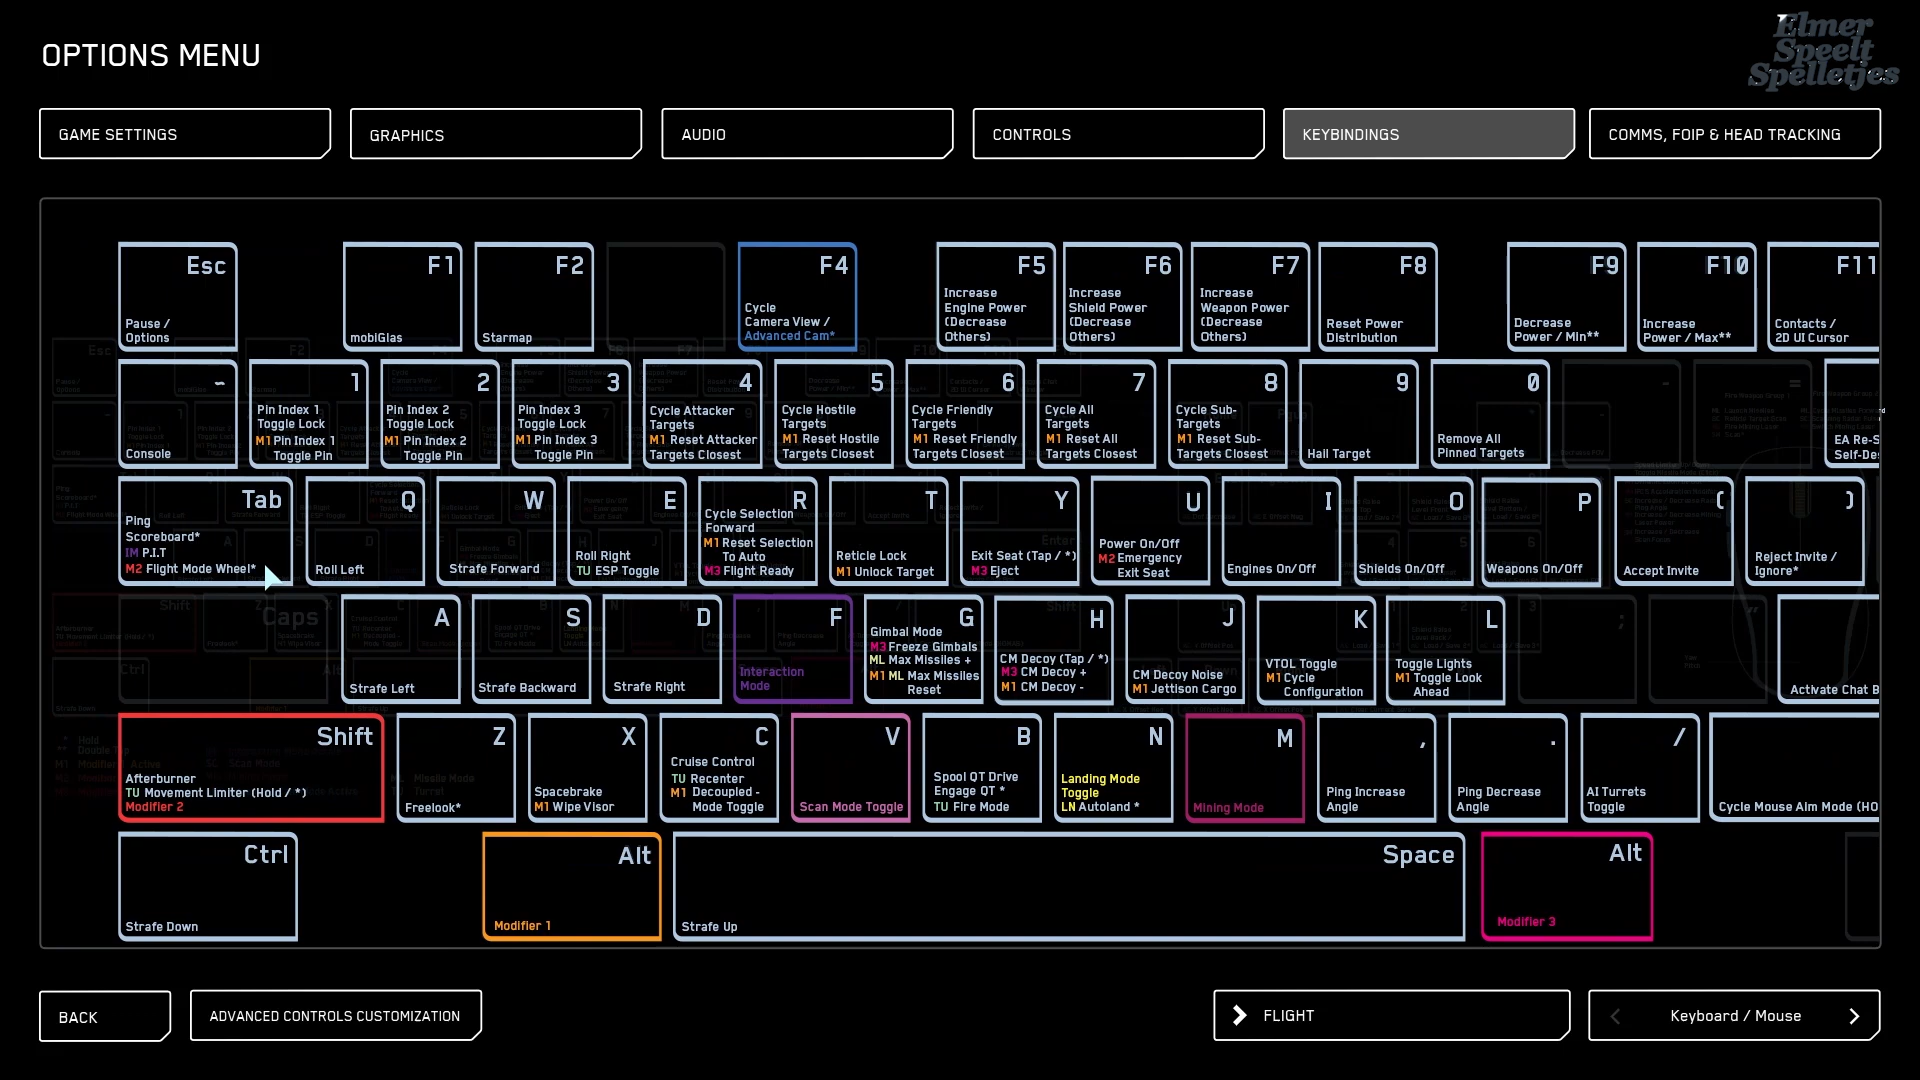 Elmer
Speelt
Spelletjes
OPTIONS MENU
GAME SETTINGS
GRAPHICS
AUDIO
CONTROLS
KEYBINDINGS
COMMS, FOIP & HEAD TRACKING
Esc
Pause /
Options
F1
mobiGlas
F2
Starmap
F4
Cycle
Camera View /
Advanced Cam*
F5
Increase
Engine Power
(Decrease
Others)
F6
Increase
Shield Power
(Decrease
Others)
F7
Increase
Weapon Power
(Decrease
Others)
F8
Reset Power
Distribution
F9
Decrease
Power / Min**
F10
Increase
Power / Max**
F11
Contacts /
2D UI Cursor
~
Console
1
Pin Index 1
Toggle Lock
M1 Pin Index 1
Toggle Pin
2
Pin Index 2
Toggle Lock
M1 Pin Index 2
Toggle Pin
3
Pin Index 3
Toggle Lock
M1 Pin Index 3
Toggle Pin
4
Cycle Attacker
Targets
M1 Reset Attacker
Targets Closest
5
Cycle Hostile
Targets
M1 Reset Hostile
Targets Closest
6
Cycle Friendly
Targets
M1 Reset Friendly
Targets Closest
7
Cycle All
Targets
M1 Reset All
Targets Closest
8
Cycle Sub-
Targets
M1 Reset Sub-
Targets Closest
9
Hail Target
0
Remove All
Pinned Targets
EA Re-S
Self-Des
Tab
Ping
Scoreboard*
IM P.I.T
M2 Flight Mode Wheel*
Q
Roll Left
W
Strafe Forward
E
Roll Right
TU ESP Toggle
R
Cycle Selection
Forward
M1 Reset Selection
To Auto
M3 Flight Ready
T
Reticle Lock
M1 Unlock Target
Y
Exit Seat (Tap / *)
M3 Eject
U
Power On/Off
M2 Emergency
Exit Seat
I
Engines On/Off
O
Shields On/Off
P
Weapons On/Off
[
Accept Invite
]
Reject Invite /
Ignore*
Caps
A
Strafe Left
S
Strafe Backward
D
Strafe Right
F
Interaction
Mode
G
Gimbal Mode
M3 Freeze Gimbals
ML Max Missiles +
M1 ML Max Missiles
Reset
H
CM Decoy (Tap / *)
M3 CM Decoy +
M1 CM Decoy -
J
CM Decoy Noise
M1 Jettison Cargo
K
VTOL Toggle
M1 Cycle
Configuration
L
Toggle Lights
M1 Toggle Look
Ahead
Activate Chat B
Shift
Afterburner
TU Movement Limiter (Hold / *)
Modifier 2
Z
Freelook*
X
Spacebrake
M1 Wipe Visor
C
Cruise Control
TU Recenter
M1 Decoupled -
Mode Toggle
V
Scan Mode Toggle
B
Spool QT Drive
Engage QT *
TU Fire Mode
N
Landing Mode
Toggle
LN Autoland *
M
Mining Mode
,
Ping Increase
Angle
.
Ping Decrease
Angle
/
AI Turrets
Toggle
Cycle Mouse Aim Mode (HO
Ctrl
Strafe Down
Alt
Modifier 1
Space
Strafe Up
Alt
Modifier 3
BACK
ADVANCED CONTROLS CUSTOMIZATION
FLIGHT
Keyboard / Mouse